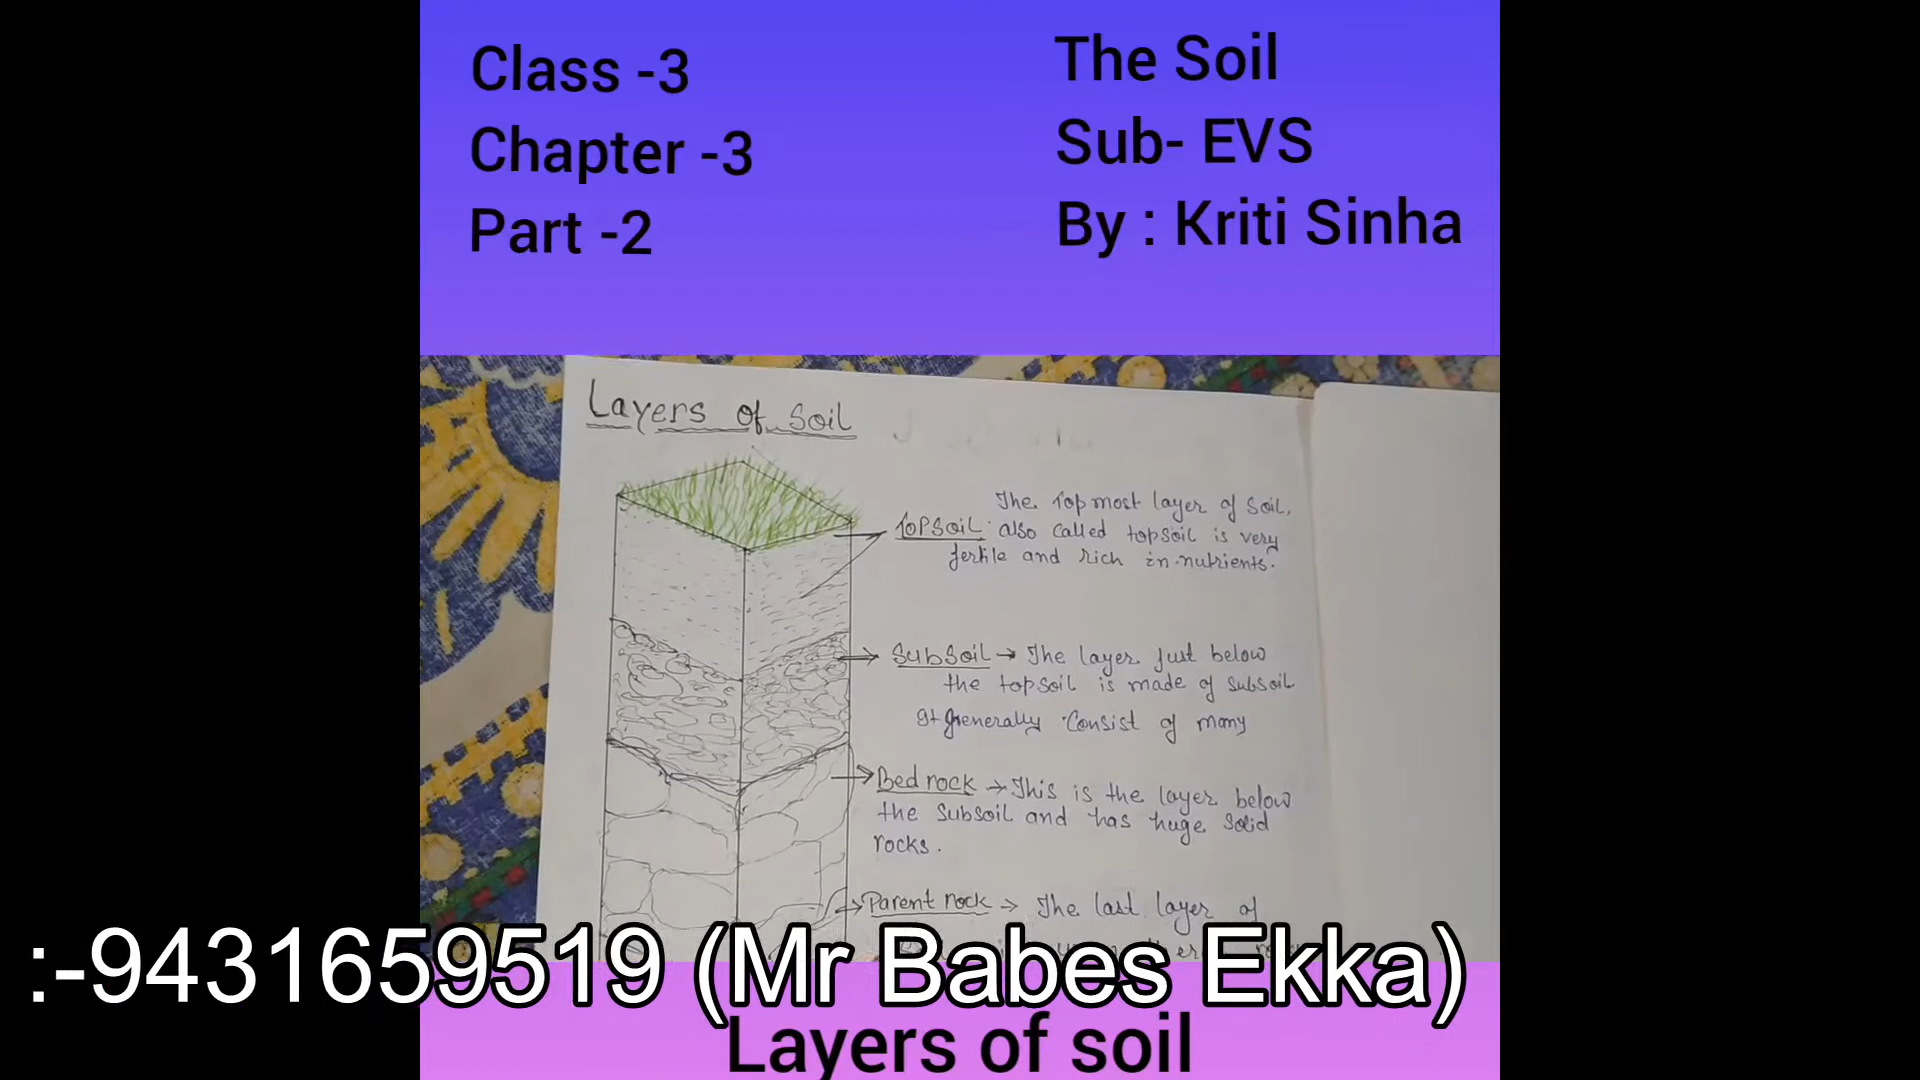 Class -3
Chapter -3
Part -2
The Soil
Sub- EVS
By : Kriti Sinha
Layers of Soil
The Top most layer of soil,
Topsoil : also called topsoil is very
fertile and rich in nutrients.
Subsoil → The layer just below
the topsoil is made of subsoil
It generally consist of many
Bed rock → This is the layer below
the subsoil and has huge solid
rocks.
Parent rock → The last layer of
:-9431659519 (Mr Babes Ekka)
Layers of soil